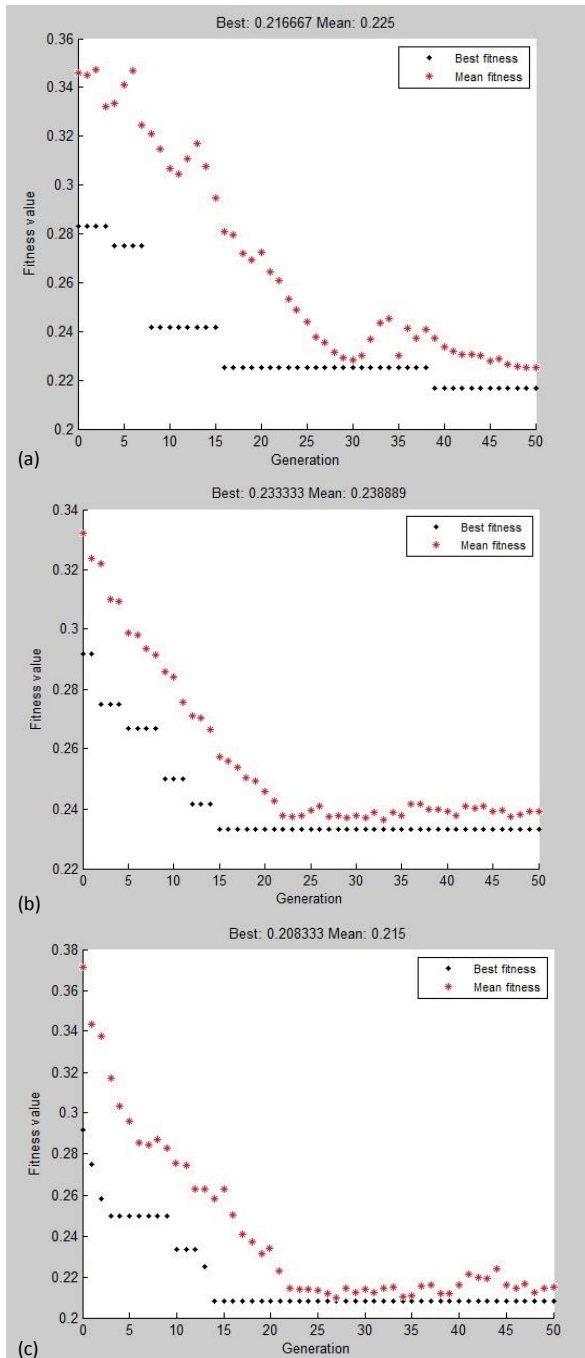 Best: 0.216667 Mean: 0.225
0.36
0.34
0.32
0.3
0.28
0.26
0.24
0.22
0.2
Fitness value
Best fitness
Mean fitness
0 5 10 15 20 25 30 35 40 45 50
Generation
(a)
Best: 0.233333 Mean: 0.238889
0.34
0.32
0.3
0.28
0.26
0.24
0.22
Fitness value
Best fitness
Mean fitness
0 5 10 15 20 25 30 35 40 45 50
Generation
(b)
Best: 0.208333 Mean: 0.215
0.38
0.36
0.34
0.32
0.3
0.28
0.26
0.24
0.22
0.2
Fitness value
Best fitness
Mean fitness
0 5 10 15 20 25 30 35 40 45 50
Generation
(c)